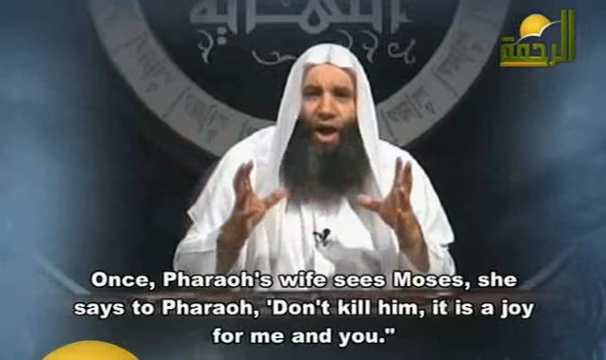 الرحمة
Once, Pharaoh's wife sees Moses, she
says to Pharaoh, 'Don't kill him, it is a joy
for me and you."